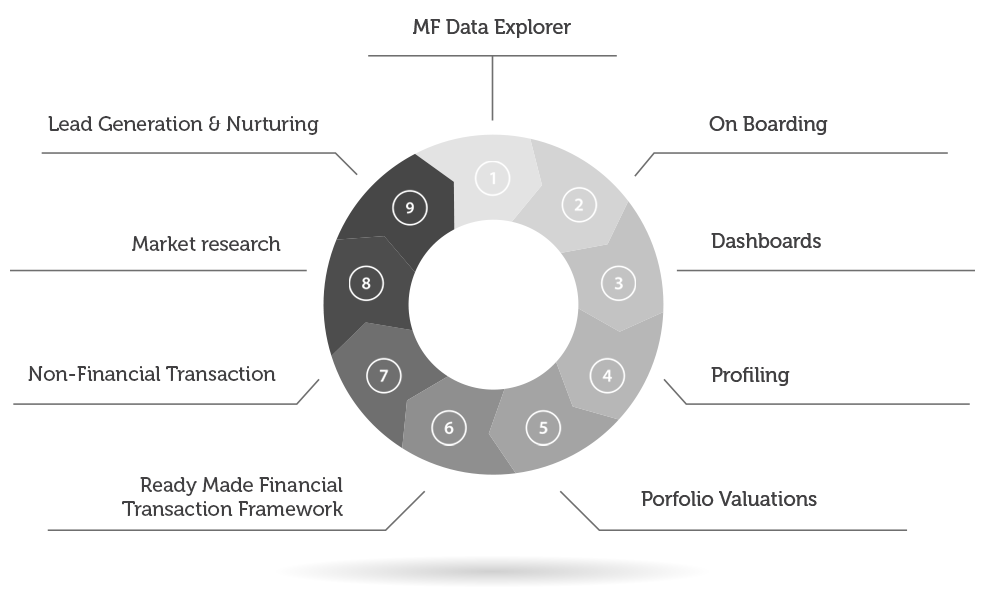 MF Data Explorer
Lead Generation & Nurturing
On Boarding
1
2
9
Dashboards
Market research
3
8
Non-Financial Transaction
7
4
Profiling
6
5
Ready Made Financial
Transaction Framework
Porfolio Valuations